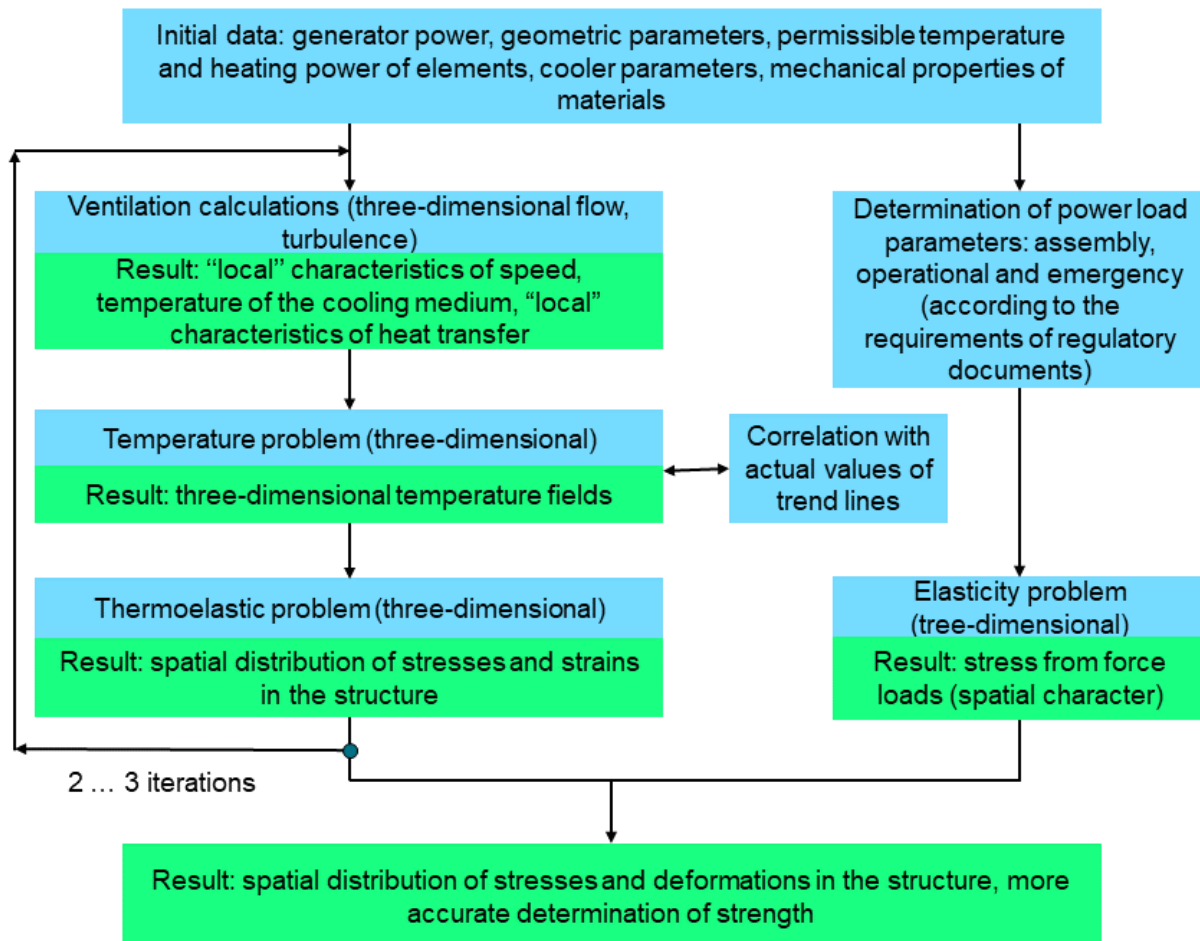 Initial data: generator power, geometric parameters, permissible temperature
and heating power of elements, cooler parameters, mechanical properties of
materials
Ventilation calculations (three-dimensional flow,
turbulence)
Result: “local” characteristics of speed,
temperature of the cooling medium, “local”
characteristics of heat transfer
Determination of power load
parameters: assembly,
operational and emergency
(according to the
requirements of regulatory
documents)
Temperature problem (three-dimensional)
Result: three-dimensional temperature fields
Correlation with
actual values of
trend lines
Thermoelastic problem (three-dimensional)
Result: spatial distribution of stresses and strains
in the structure
Elasticity problem
(tree-dimensional)
Result: stress from force
loads (spatial character)
2 … 3 iterations
Result: spatial distribution of stresses and deformations in the structure, more
accurate determination of strength